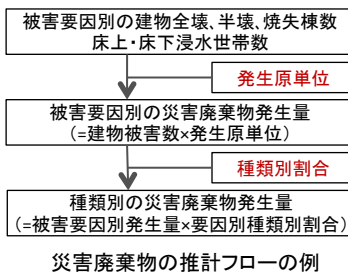 被害要因別の建物全壊､半壊､焼失棟数
床上・床下浸水世帯数
発生原単位
被害要因別の災害廃棄物発生量
(=建物被害数×発生原単位)
種類別割合
種類別の災害廃棄物発生量
(=被害要因別発生量×要因別種類別割合)
災害廃棄物の推計フローの例